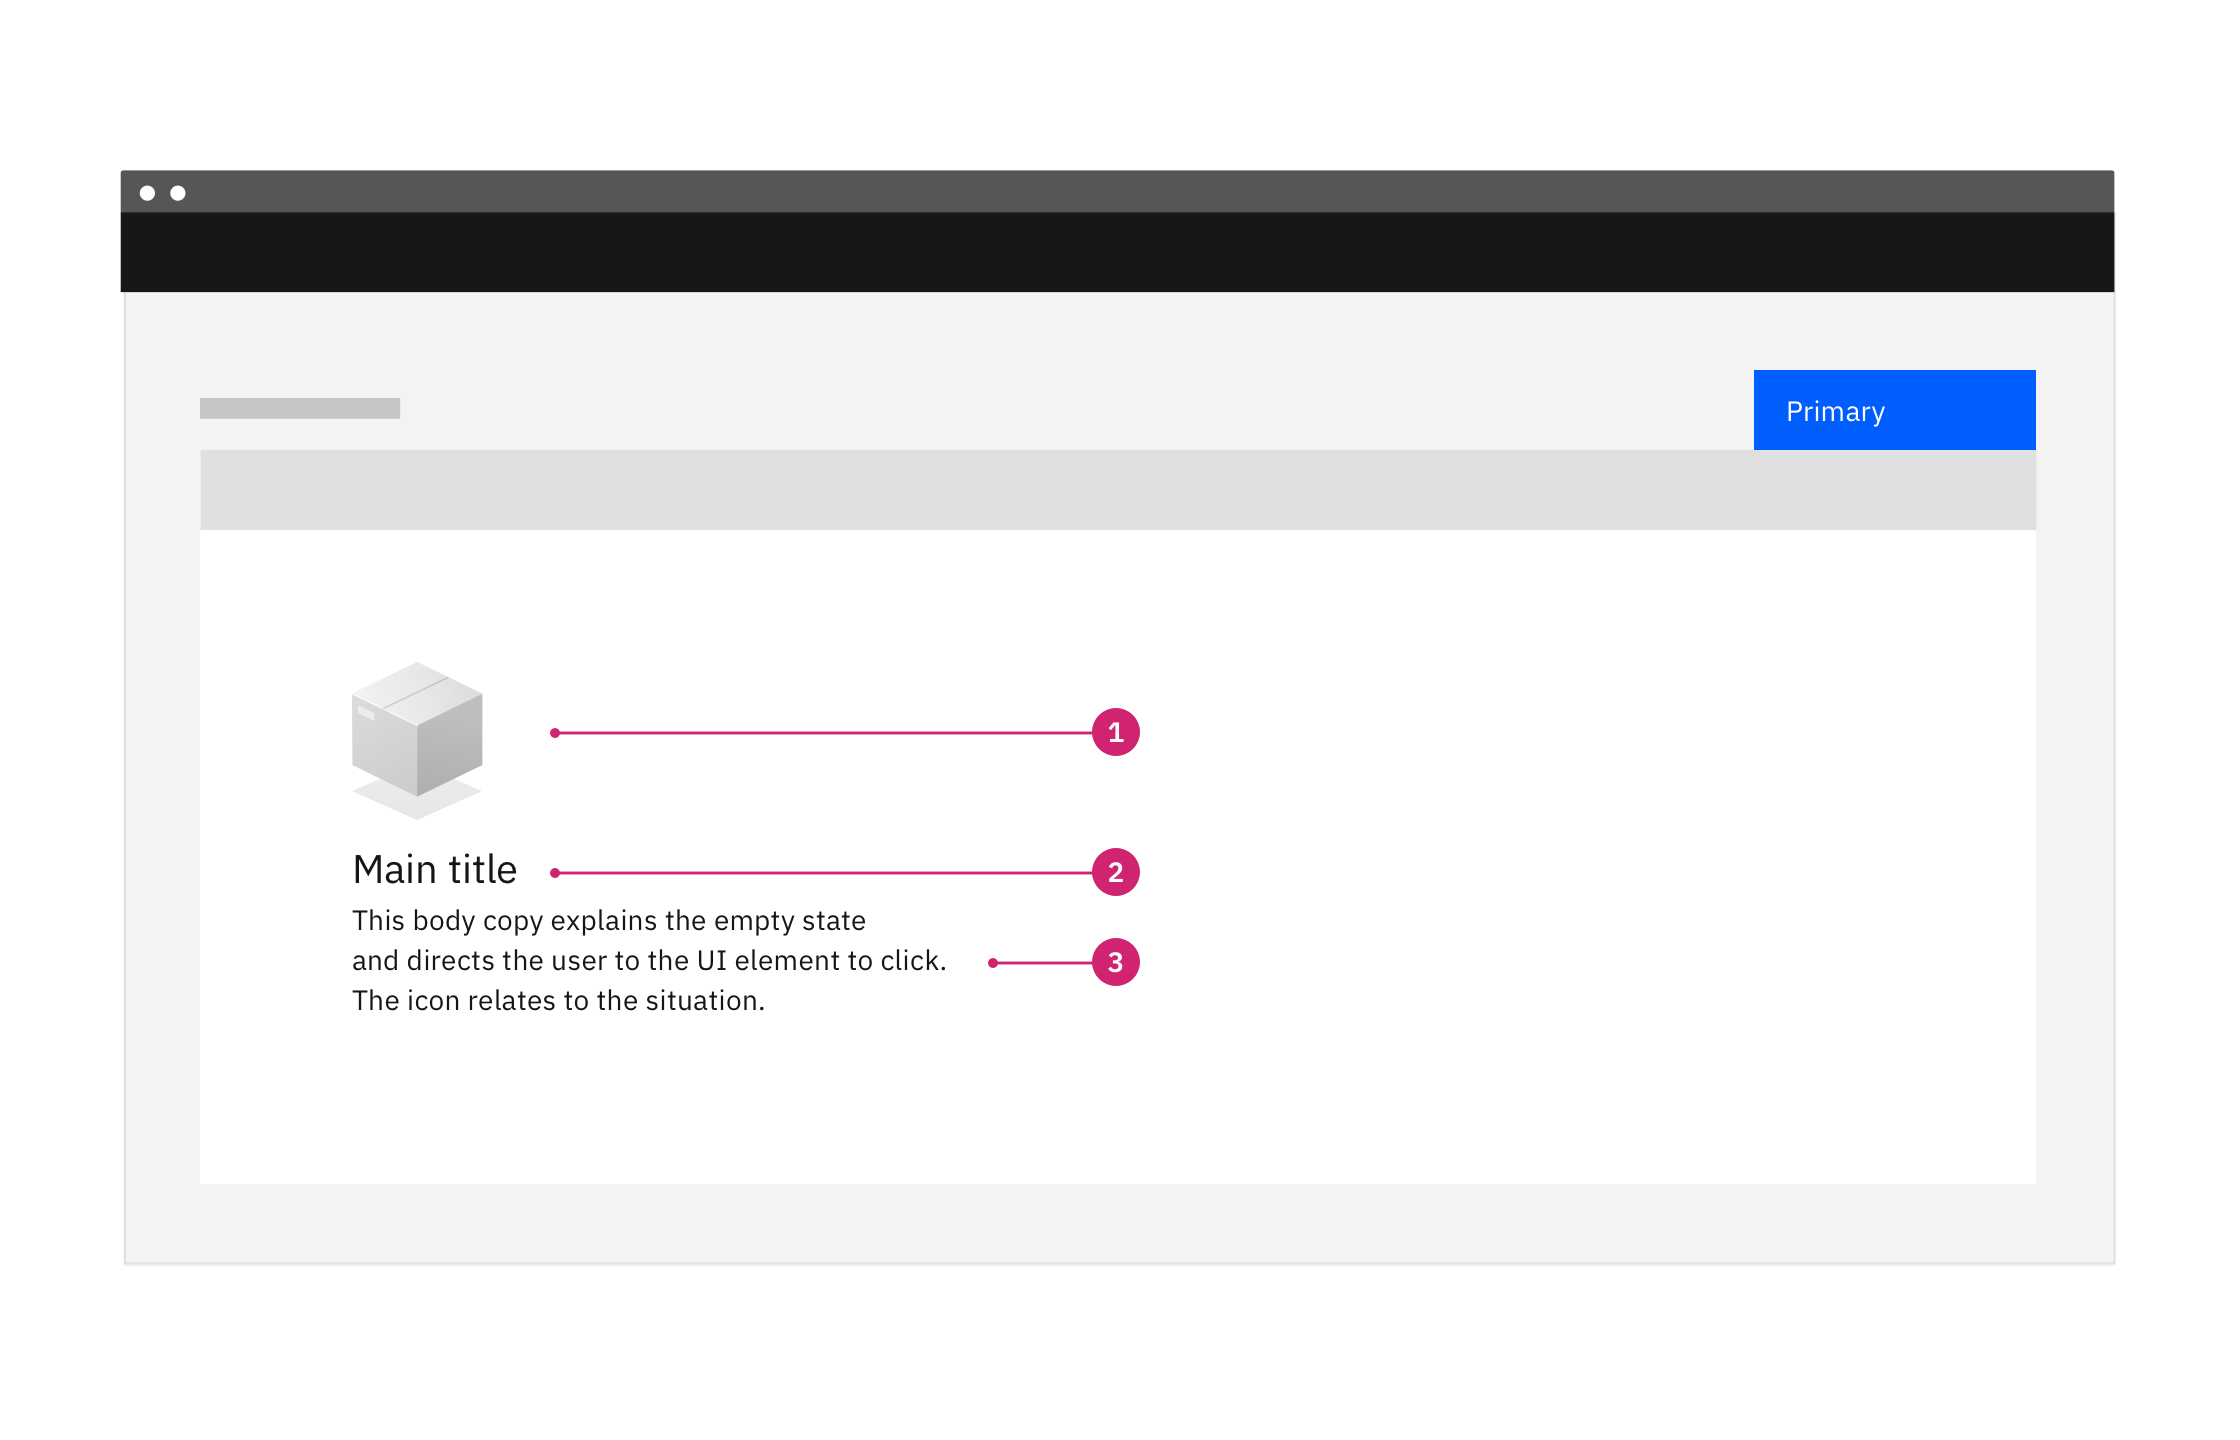 Primary
1
Main title
2
This body copy explains the empty state
and directs the user to the UI element to click.
3
The icon relates to the situation.